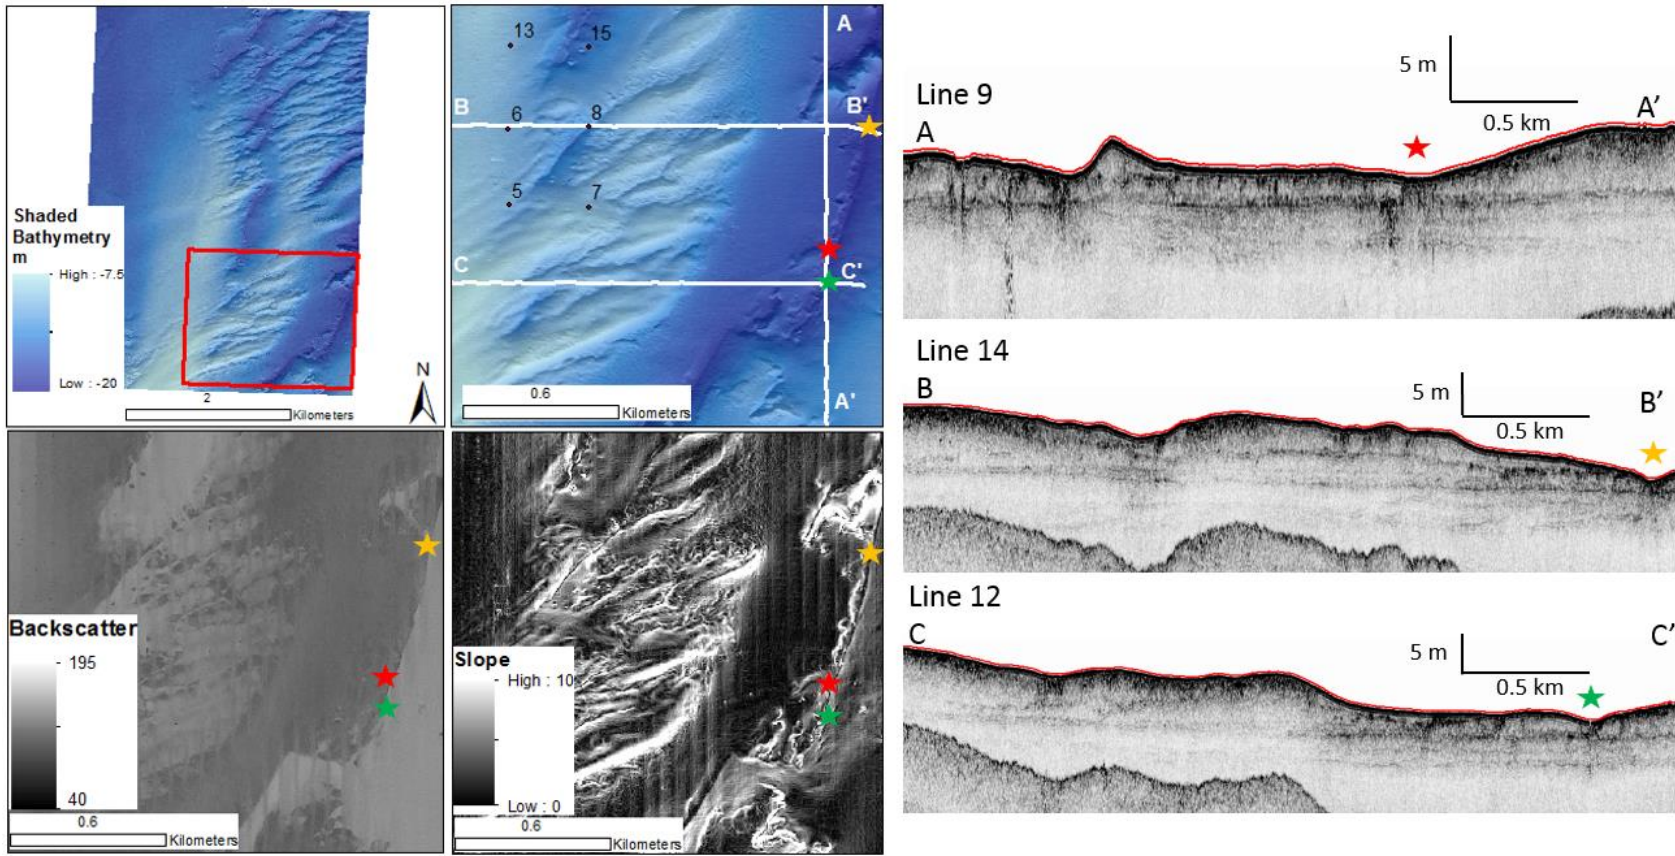 Shaded
Bathymetry
m
High : -7.5
Low : -20
2
Kilometers
N
13
15
A
B
B'
6
8
5
7
C
C'
A'
0.6
Kilometers
Backscatter
195
40
0.6
Kilometers
Slope
High : 10
Low : 0
0.6
Kilometers
Line 9
A
A'
5 m
0.5 km
Line 14
B
B’
5 m
0.5 km
Line 12
C
C’
5 m
0.5 km